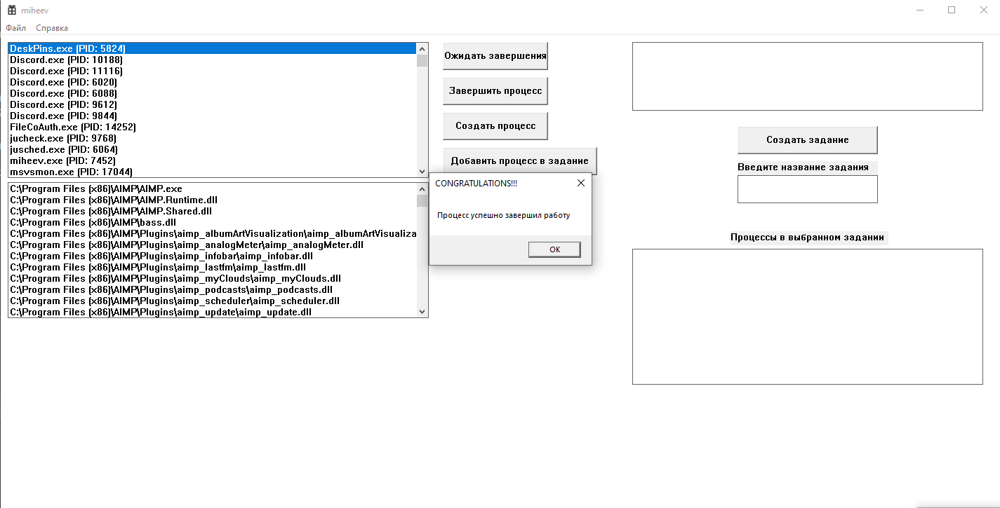 miheev
Файл Справка
DeskPins.exe (PID: 5824)
Discord.exe (PID: 10188)
Discord.exe (PID: 11116)
Discord.exe (PID: 6020)
Discord.exe (PID: 6088)
Discord.exe (PID: 9612)
Discord.exe (PID: 9844)
FileCoAuth.exe (PID: 14252)
jucheck.exe (PID: 9768)
jusched.exe (PID: 6064)
miheev.exe (PID: 7452)
msvsmon.exe (PID: 17044)
C:\Program Files (x86)\AIMP\AIMP.exe
C:\Program Files (x86)\AIMP\AIMP.Runtime.dll
C:\Program Files (x86)\AIMP\AIMP.Shared.dll
C:\Program Files (x86)\AIMP\bass.dll
C:\Program Files (x86)\AIMP\Plugins\aimp_albumArtVisualization\aimp_albumArtVisualiza
C:\Program Files (x86)\AIMP\Plugins\aimp_analogMeter\aimp_analogMeter.dll
C:\Program Files (x86)\AIMP\Plugins\aimp_infobar\aimp_infobar.dll
C:\Program Files (x86)\AIMP\Plugins\aimp_lastfm\aimp_lastfm.dll
C:\Program Files (x86)\AIMP\Plugins\aimp_myClouds\aimp_myClouds.dll
C:\Program Files (x86)\AIMP\Plugins\aimp_podcasts\aimp_podcasts.dll
C:\Program Files (x86)\AIMP\Plugins\aimp_scheduler\aimp_scheduler.dll
C:\Program Files (x86)\AIMP\Plugins\aimp_update\aimp_update.dll
Ожидать завершения
Завершить процесс
Создать процесс
Добавить процесс в задание
CONGRATULATIONS!!!
Процесс успешно завершил работу
OK
Создать задание
Введите название задания
Процессы в выбранном задании